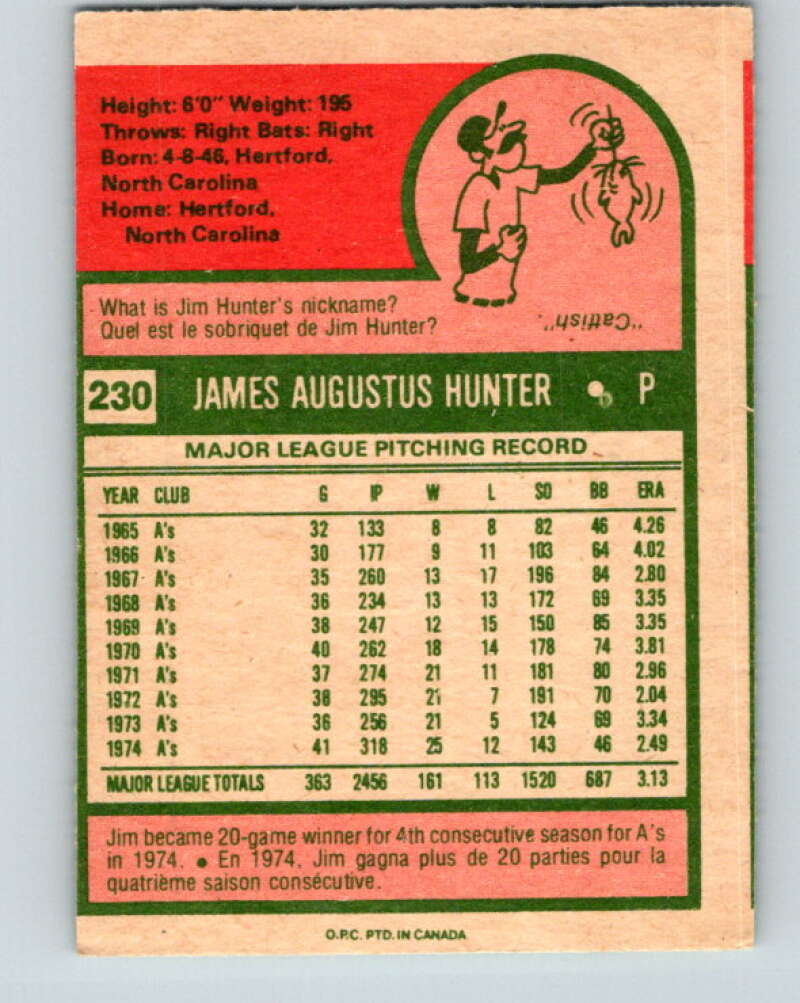 Height: 6'0" Weight: 195
Throws: Right Bats: Right
Born: 4-8-46, Hertford,
North Carolina
Home: Hertford,
North Carolina
What is Jim Hunter's nickname?
Quel est le sobriquet de Jim Hunter?
"Catfish".
230 JAMES AUGUSTUS HUNTER • P
MAJOR LEAGUE PITCHING RECORD
YEAR CLUB G IP W L SO BB ERA
1965 A's 32 133 8 8 82 46 4.26
1966 A's 30 177 9 11 103 64 4.02
1967 A's 35 260 13 17 196 84 2.80
1968 A's 36 234 13 13 172 69 3.35
1969 A's 38 247 12 15 150 85 3.35
1970 A's 40 262 18 14 178 74 3.81
1971 A's 37 274 21 11 181 80 2.96
1972 A's 38 295 21 7 191 70 2.04
1973 A's 36 256 21 5 124 69 3.34
1974 A's 41 318 25 12 143 46 2.49
MAJOR LEAGUE TOTALS 363 2456 161 113 1520 687 3.13
Jim became 20-game winner for 4th consecutive season for A's
in 1974. • En 1974, Jim gagna plus de 20 parties pour la
quatrième saison consécutive.
O.P.C. PTD. IN CANADA